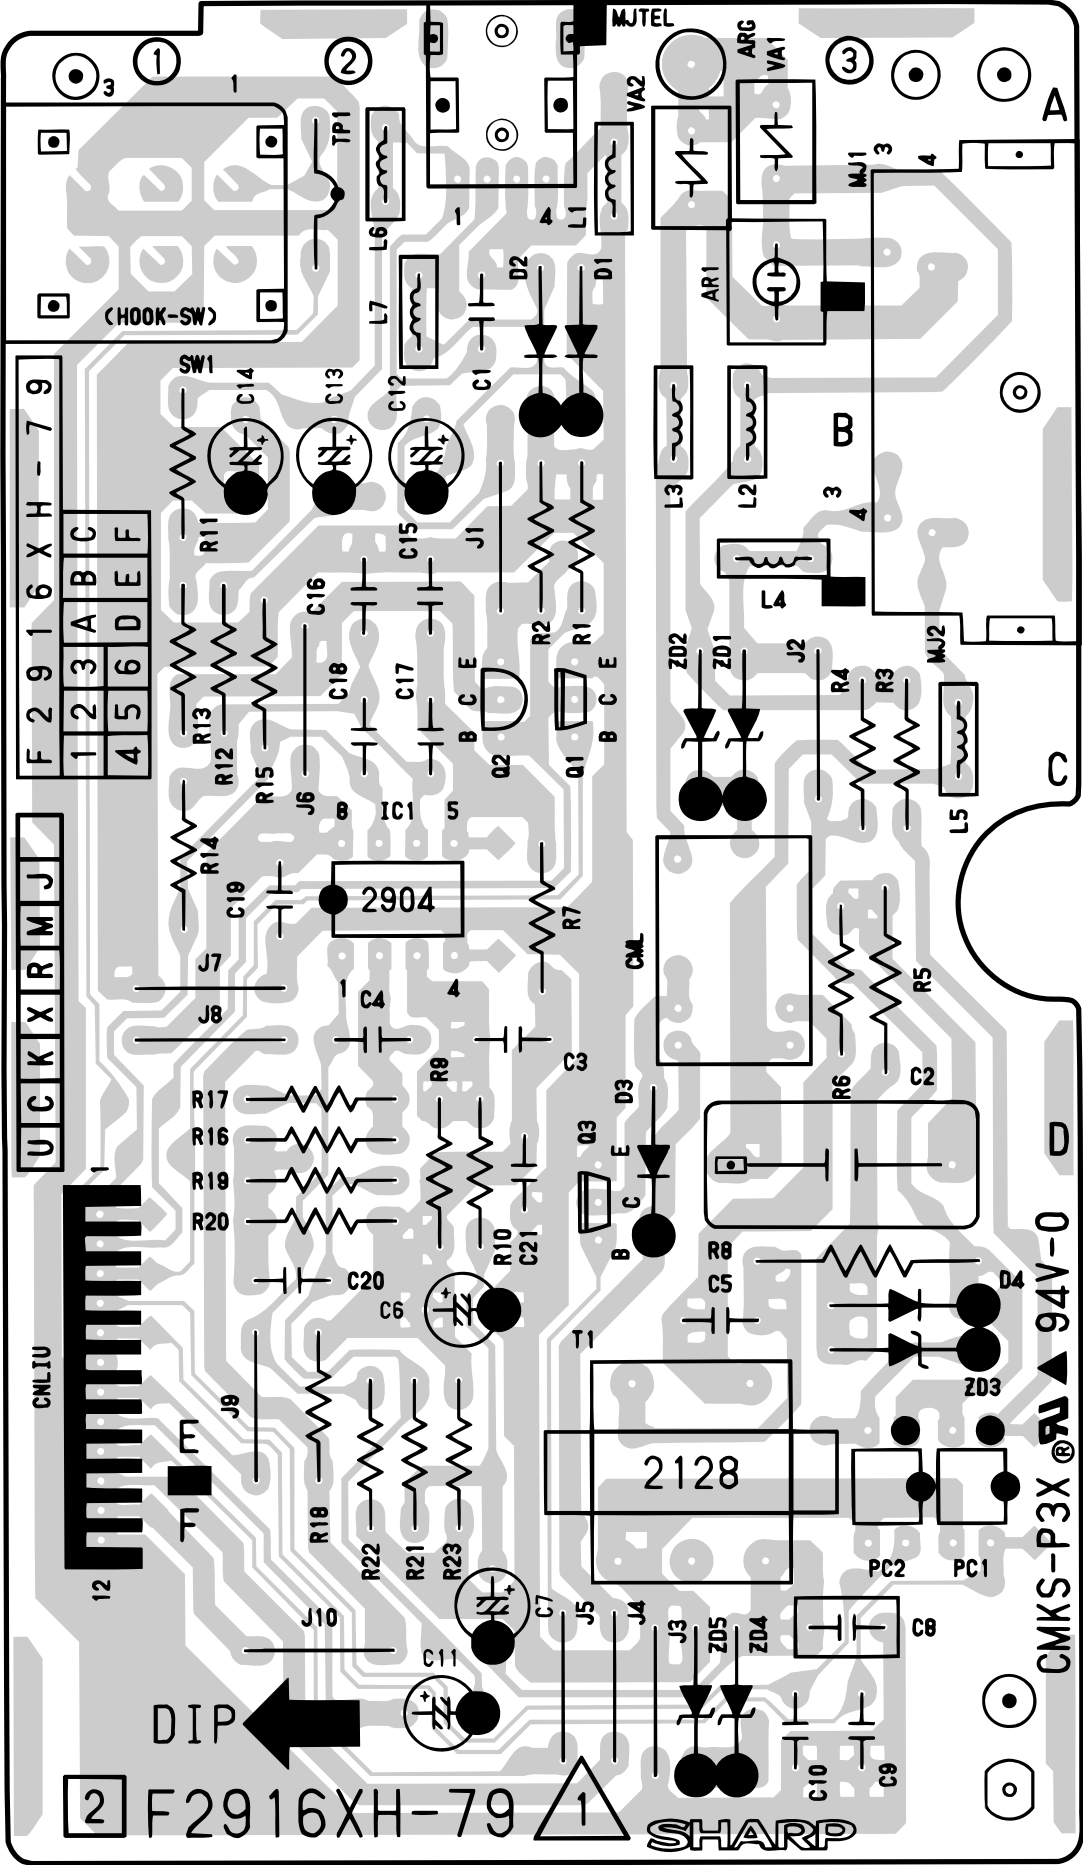 MJTEL
1
2
3
ARG
VA1
VA2
3
1
A
TP1
MJ1
3
4
L6
1
4
L1
D2
D1
AR1
L7
(HOOK-SW)
SW1
C14
C13
C12
C1
B
L3
L2
3
4
F 2 9 1 6 X H - 7 9
R11
C15
J1
L4
C16
1 2 3 A B C
4 5 6 D E F
R2
R1
ZD2
ZD1
J2
MJ2
C18
C17
E
C
B
E
C
B
R4
R3
R13
R12
R15
J6
Q2
Q1
C
8
IC1
5
L5
R14
2904
C19
R7
CML
R5
U C K X R M J
J7
1
4
C4
J8
C3
R9
R6
C2
R17
D3
R16
Q3
E
D
1
R19
C
R20
R10
C21
B
R8
C20
C5
D4
C6
T1
ZD3
CNLIU
J9
E
2128
F
R18
R22
R21
R23
PC2
PC1
12
J10
C7
J5
J4
J3
ZD5
ZD4
C8
C11
DIP
C10
C9
2
F2916XH-79
1
SHARP
CMKS-P3X ® 94V-0